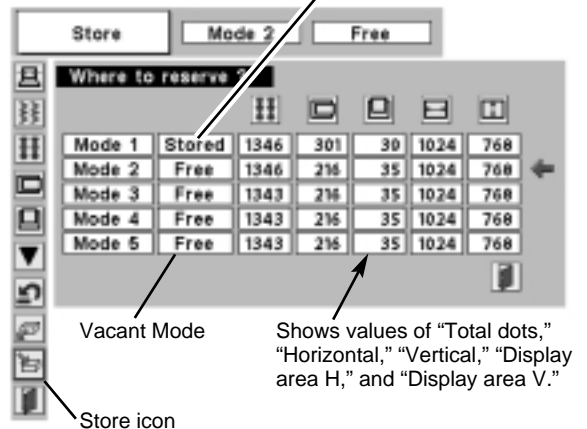 Store Mode 2 Free
Where to reserve ?
Mode 1 Stored 1346 301 30 1024 768
Mode 2 Free 1346 216 35 1024 768
Mode 3 Free 1343 216 35 1024 768
Mode 4 Free 1343 216 35 1024 768
Mode 5 Free 1343 216 35 1024 768
Vacant Mode
Shows values of “Total dots,”
“Horizontal,” “Vertical,” “Display
area H,” and “Display area V.”
Store icon